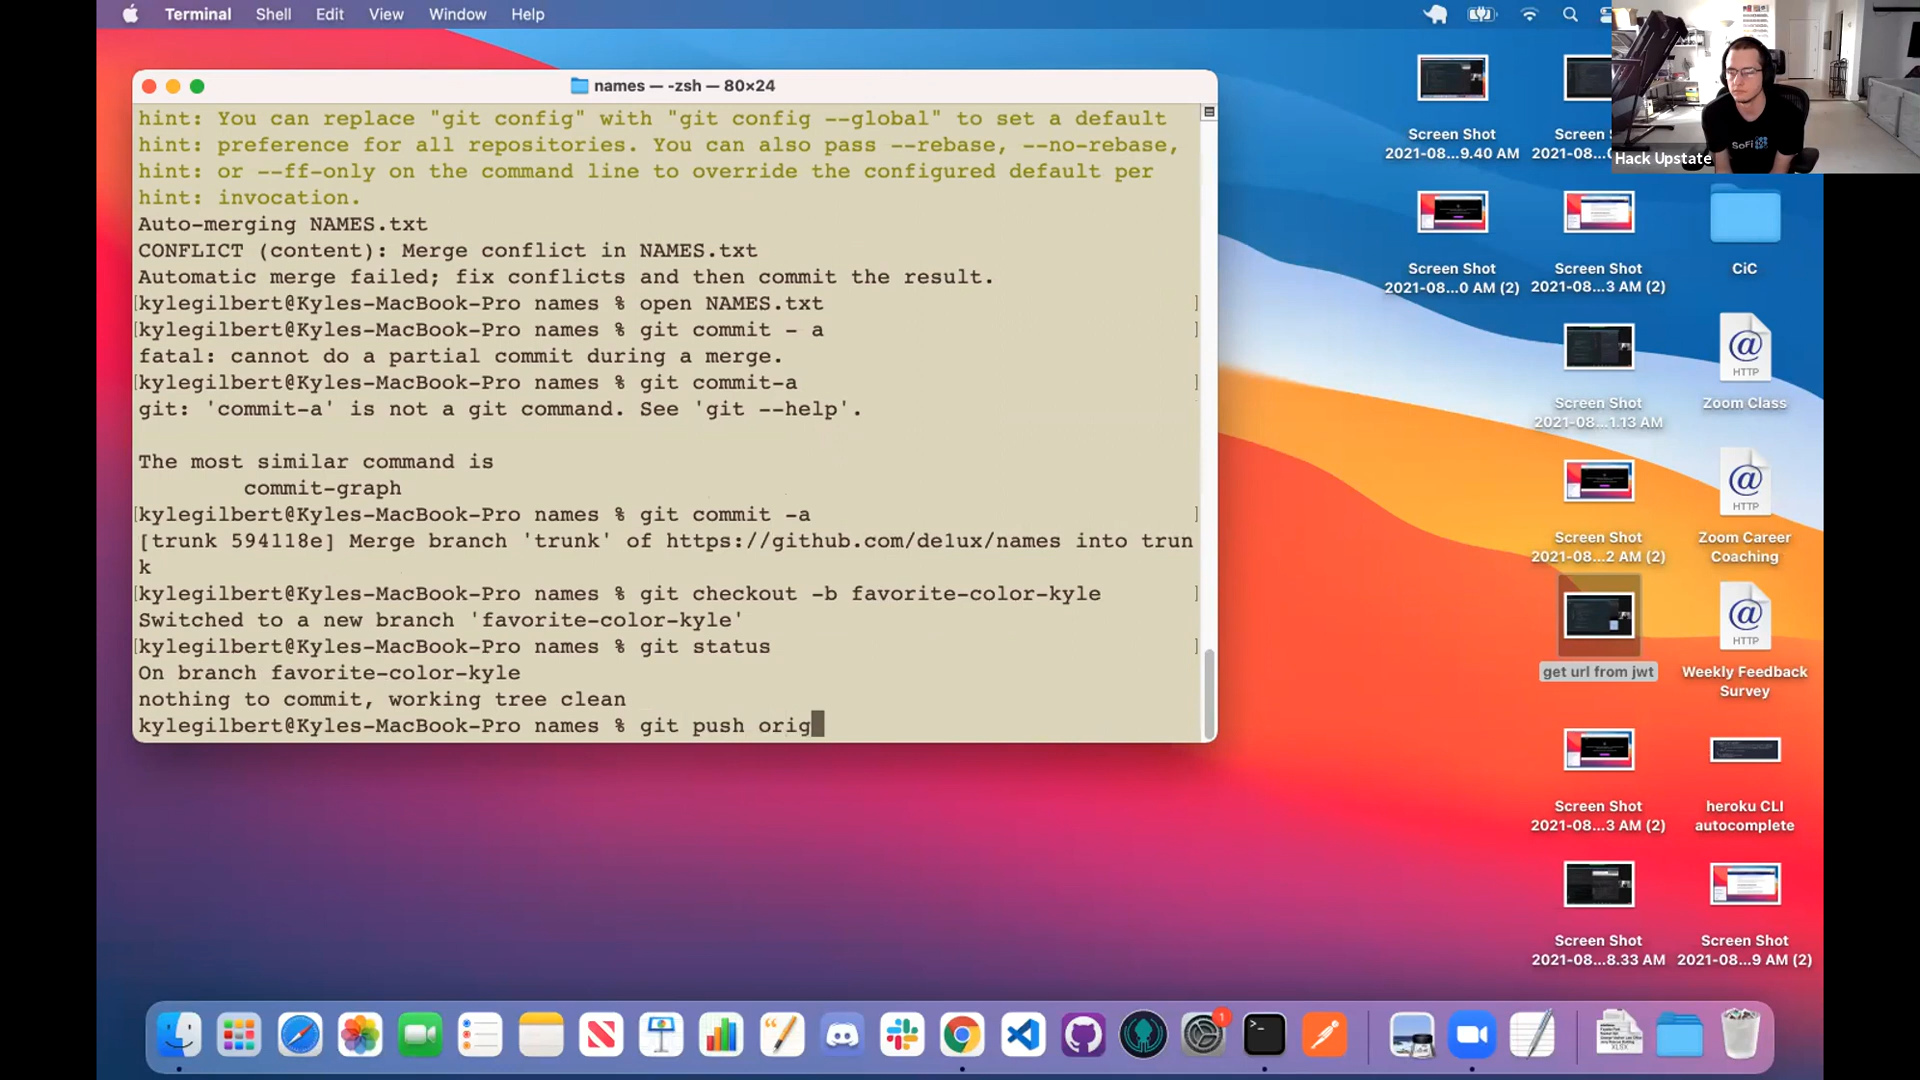 Terminal Shell Edit View Window Help
names — -zsh — 80×24
hint: You can replace "git config" with "git config --global" to set a default
hint: preference for all repositories. You can also pass --rebase, --no-rebase,
hint: or --ff-only on the command line to override the configured default per
hint: invocation.
Auto-merging NAMES.txt
CONFLICT (content): Merge conflict in NAMES.txt
Automatic merge failed; fix conflicts and then commit the result.
[kylegilbert@Kyles-MacBook-Pro names % open NAMES.txt ]
[kylegilbert@Kyles-MacBook-Pro names % git commit - a ]
fatal: cannot do a partial commit during a merge.
[kylegilbert@Kyles-MacBook-Pro names % git commit-a ]
git: 'commit-a' is not a git command. See 'git --help'.
The most similar command is
commit-graph
[kylegilbert@Kyles-MacBook-Pro names % git commit -a ]
[trunk 594118e] Merge branch 'trunk' of https://github.com/de1ux/names into trun
k
[kylegilbert@Kyles-MacBook-Pro names % git checkout -b favorite-color-kyle ]
Switched to a new branch 'favorite-color-kyle'
[kylegilbert@Kyles-MacBook-Pro names % git status ]
On branch favorite-color-kyle
nothing to commit, working tree clean
kylegilbert@Kyles-MacBook-Pro names % git push orig
SoFi
Hack Upstate
Screen Shot
2021-08...9.40 AM
Screen Sh
2021-08...
Screen Shot
2021-08...0 AM (2)
Screen Shot
2021-08...3 AM (2)
CiC
Screen Shot
2021-08...1.13 AM
HTTP
Zoom Class
Screen Shot
2021-08...2 AM (2)
HTTP
Zoom Career
Coaching
get url from jwt
HTTP
Weekly Feedback
Survey
Screen Shot
2021-08...3 AM (2)
heroku CLI
autocomplete
Screen Shot
2021-08...8.33 AM
Screen Shot
2021-08...9 AM (2)
1
XLSX